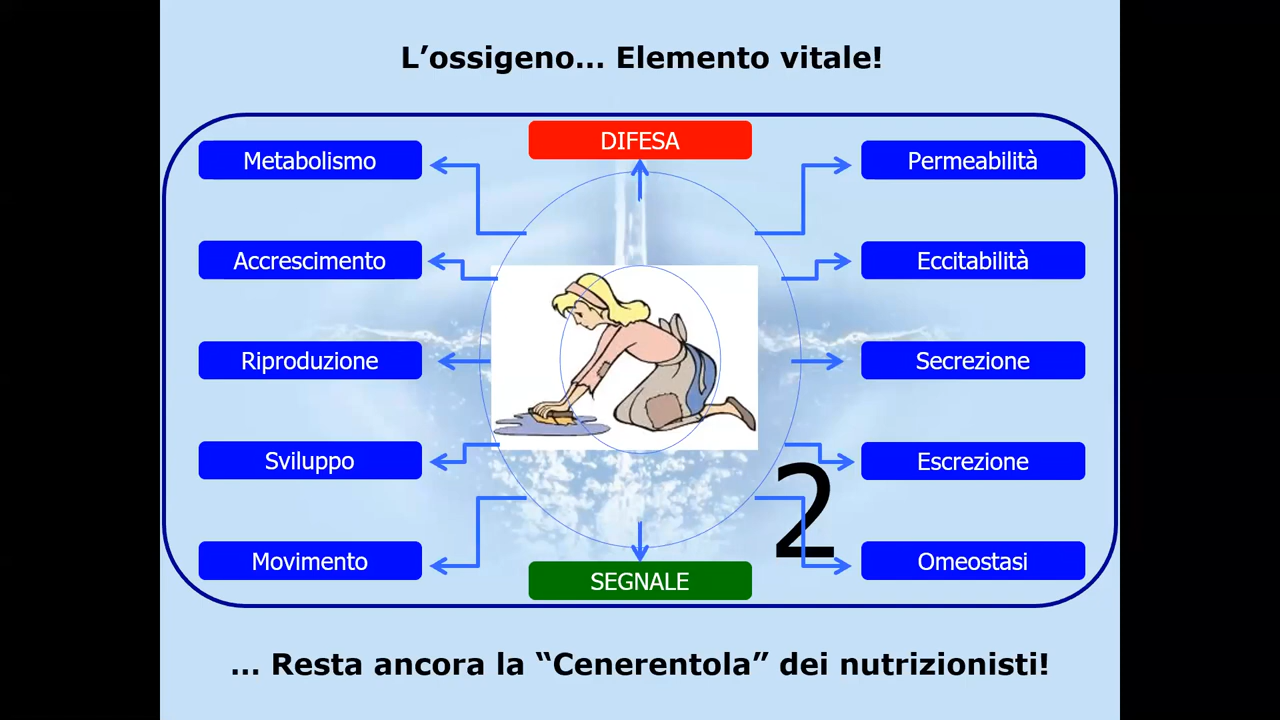 L’ossigeno... Elemento vitale!
DIFESA
Metabolismo
Permeabilità
Accrescimento
Eccitabilità
Riproduzione
Secrezione
Sviluppo
Escrezione
2
Movimento
Omeostasi
SEGNALE
... Resta ancora la “Cenerentola” dei nutrizionisti!